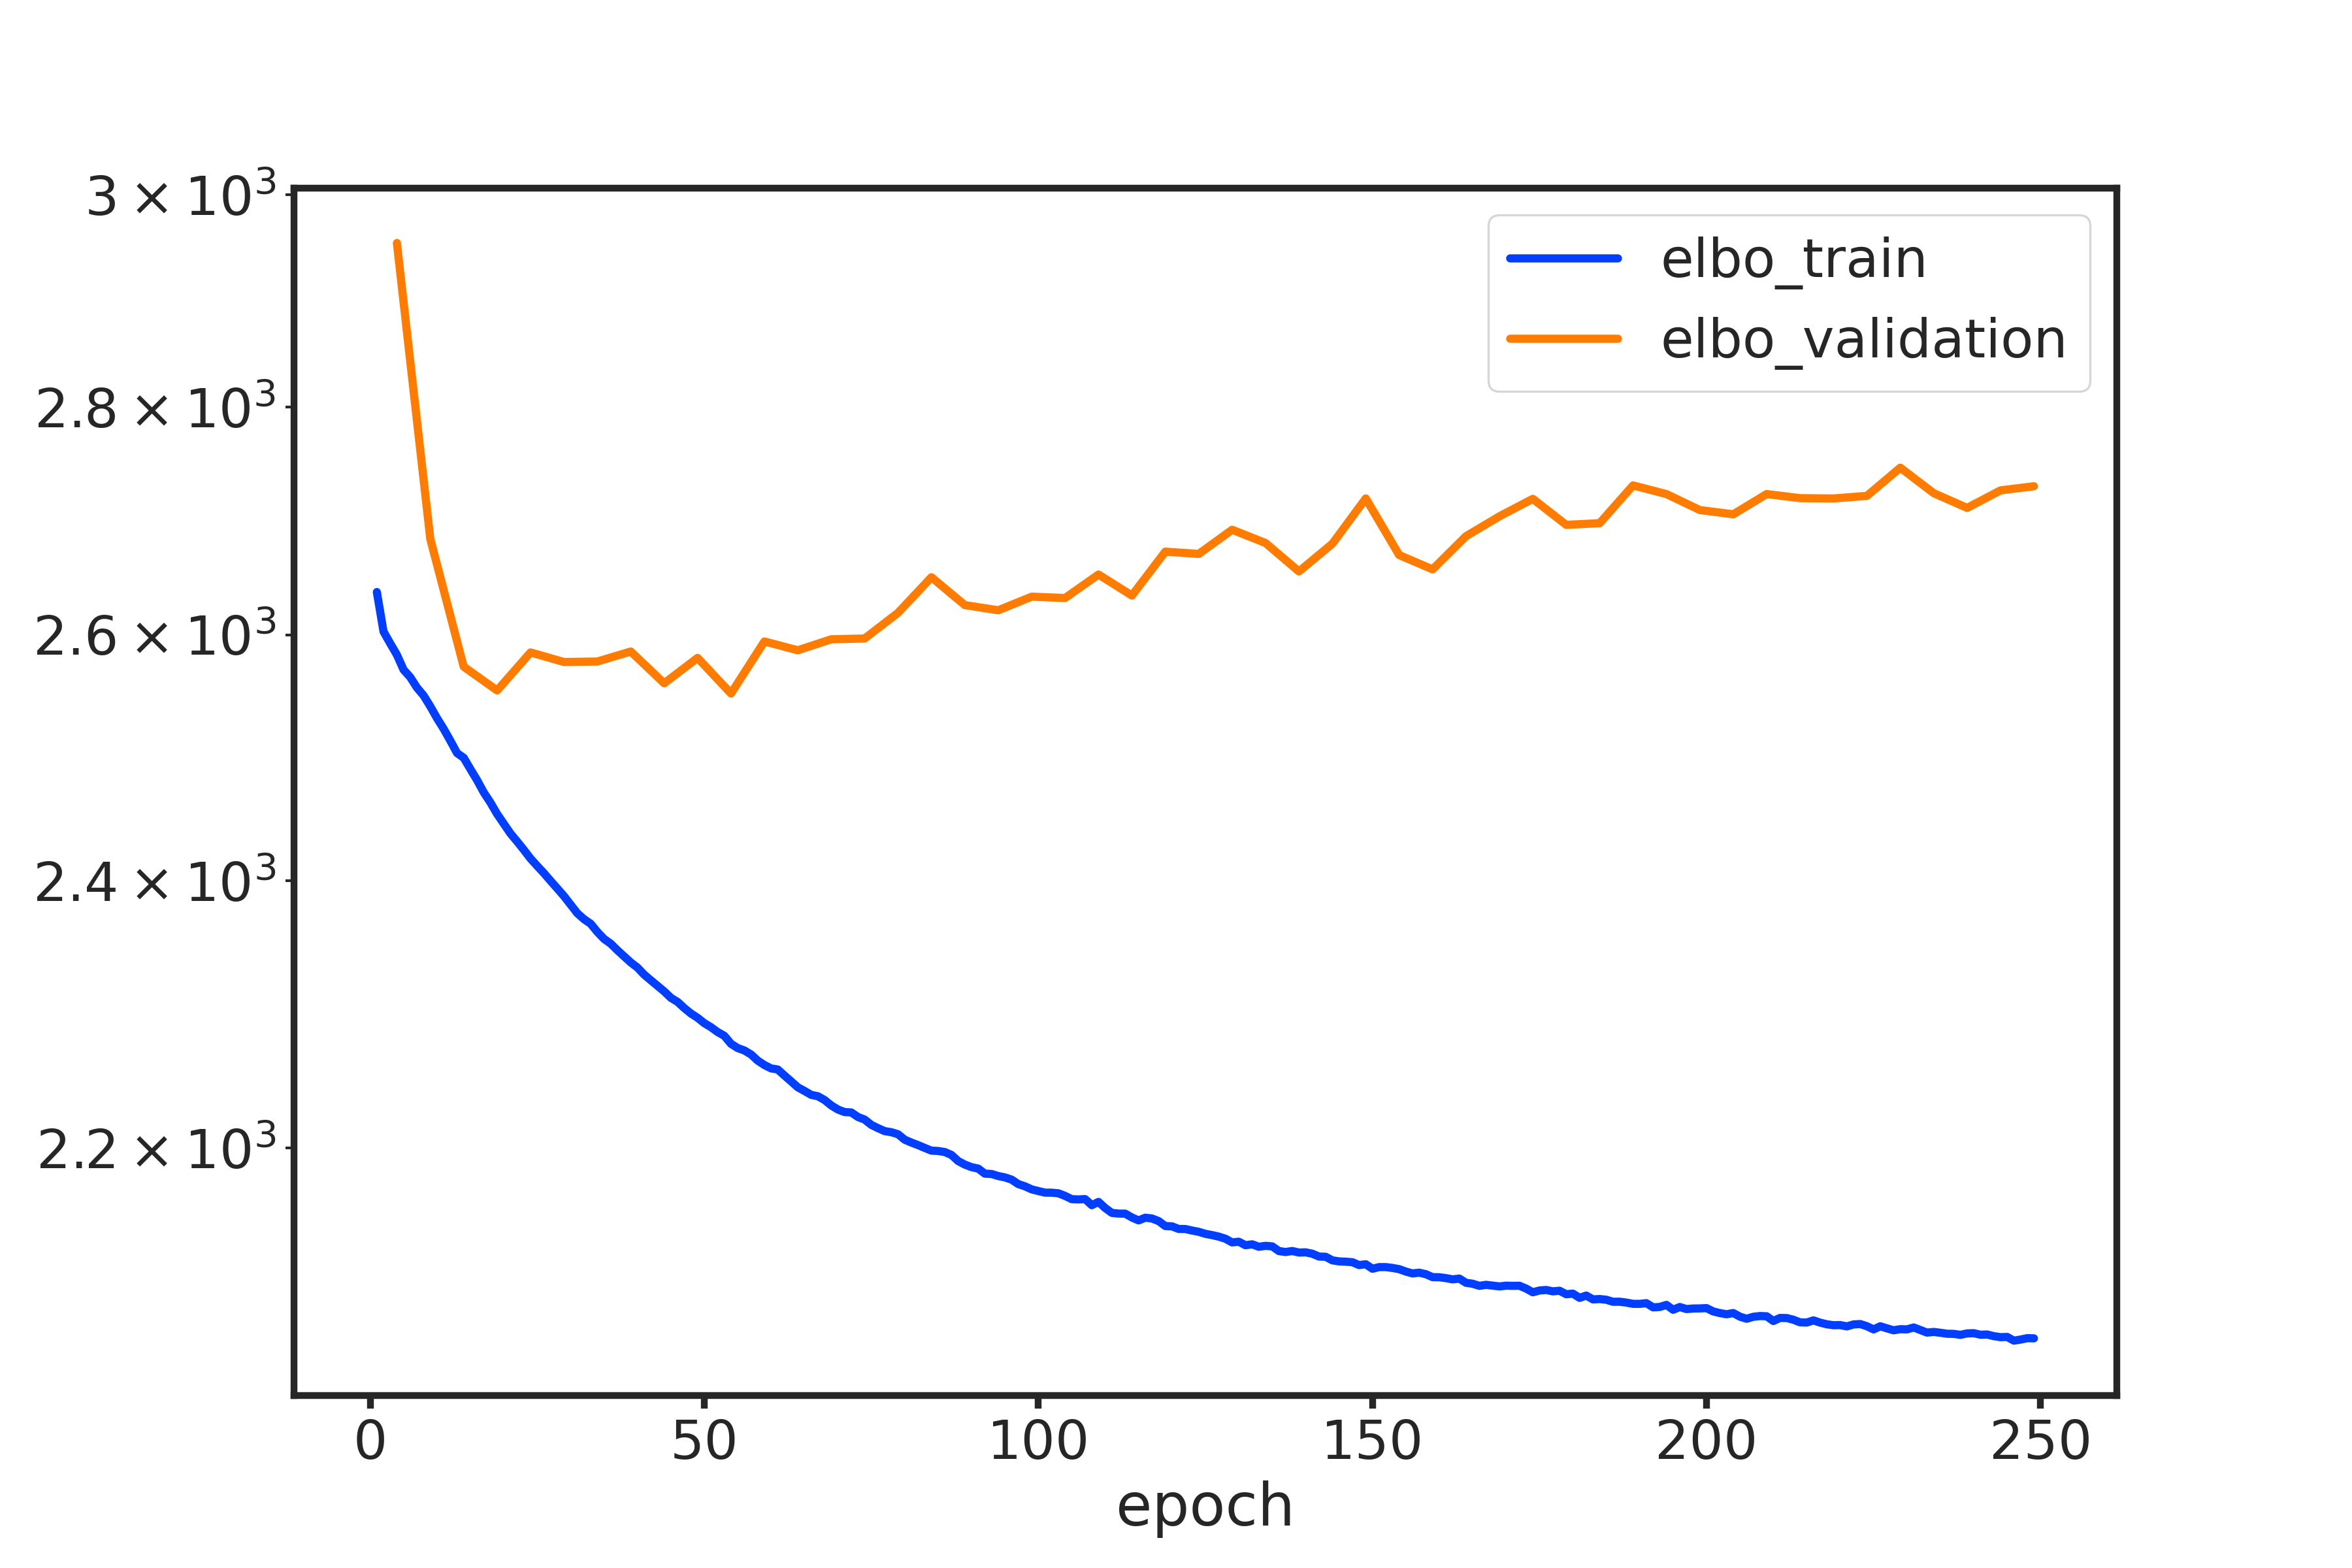 3 × 10³
2.8 × 10³
2.6 × 10³
2.4 × 10³
2.2 × 10³
elbo_train
elbo_validation
0 50 100 150 200 250
epoch